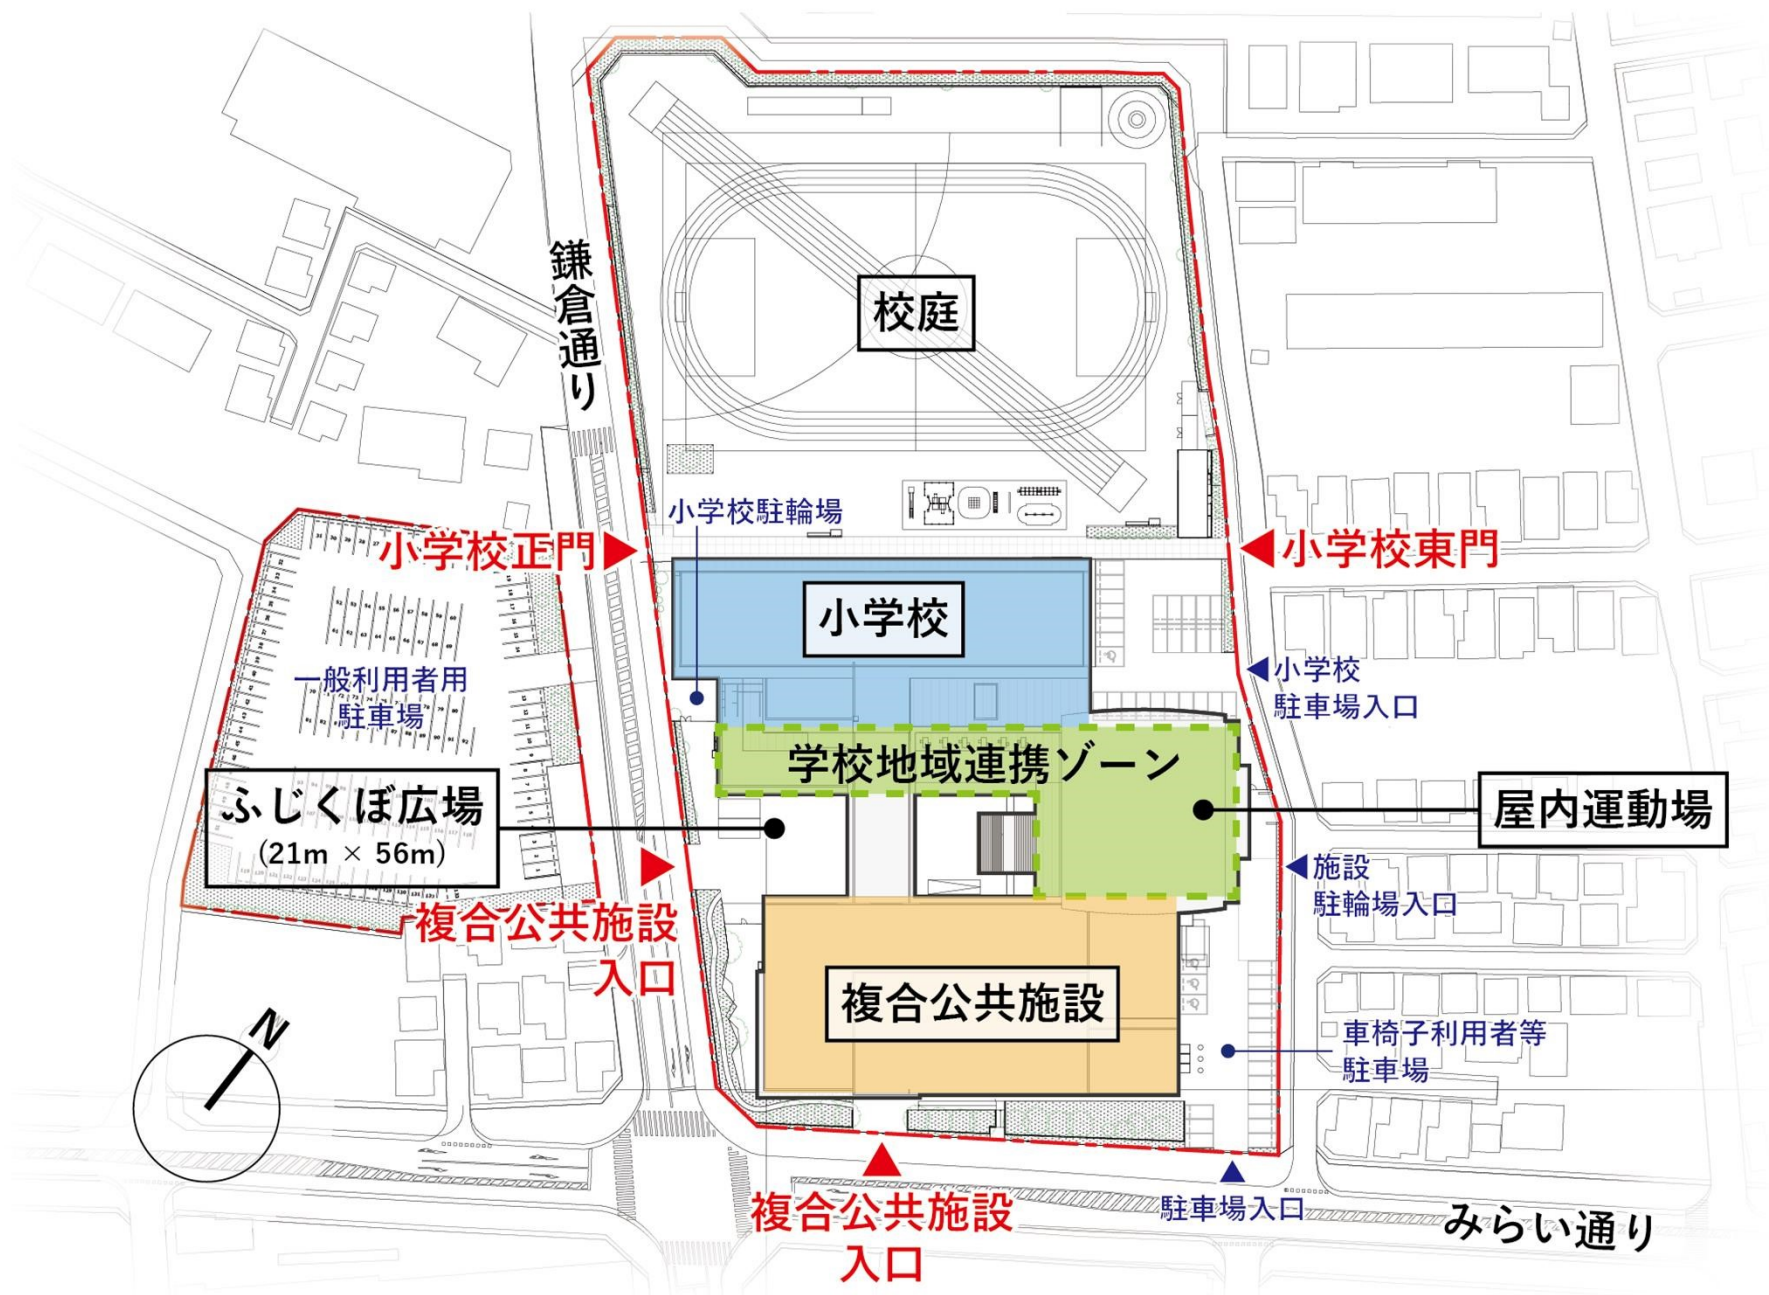 鎌倉通り
校庭
小学校駐輪場
小学校正門
小学校東門
小学校
一般利用者用
駐車場
小学校
駐車場入口
学校地域連携ゾーン
ふじくぼ広場
(21m × 56m)
屋内運動場
施設
駐輪場入口
複合公共施設
入口
複合公共施設
車椅子利用者等
駐車場
N
複合公共施設
入口
駐車場入口
みらい通り